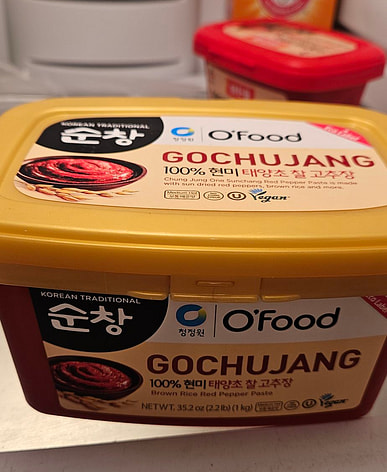 KOREAN TRADITIONAL
순창
청정원
O'Food
GOCHUJANG
100% 현미 태양초 찰 고추장
Chung Jung One Sunchang Red Pepper Paste is made
with sun dried red peppers, brown rice and more.
Vegan
KOREAN TRADITIONAL
순창
청정원
O'Food
GOCHUJANG
100% 현미 태양초 찰 고추장
Brown Rice Red Pepper Paste
NET WT. 35.2 oz (2.2 lb) (1 kg)
Vegan